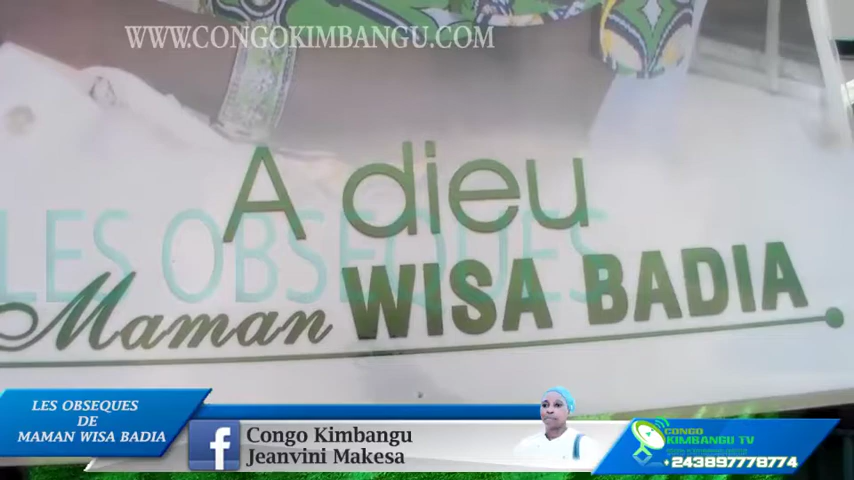 WWW.CONGOKIMBANGU.COM
A dieu
LES OBSEQUES
Maman WISA BADIA
LES OBSEQUES
DE
MAMAN WISA BADIA
f
Congo Kimbangu
Jeanvini Makesa
CONGO
KIMBANGU TV
+243897778774